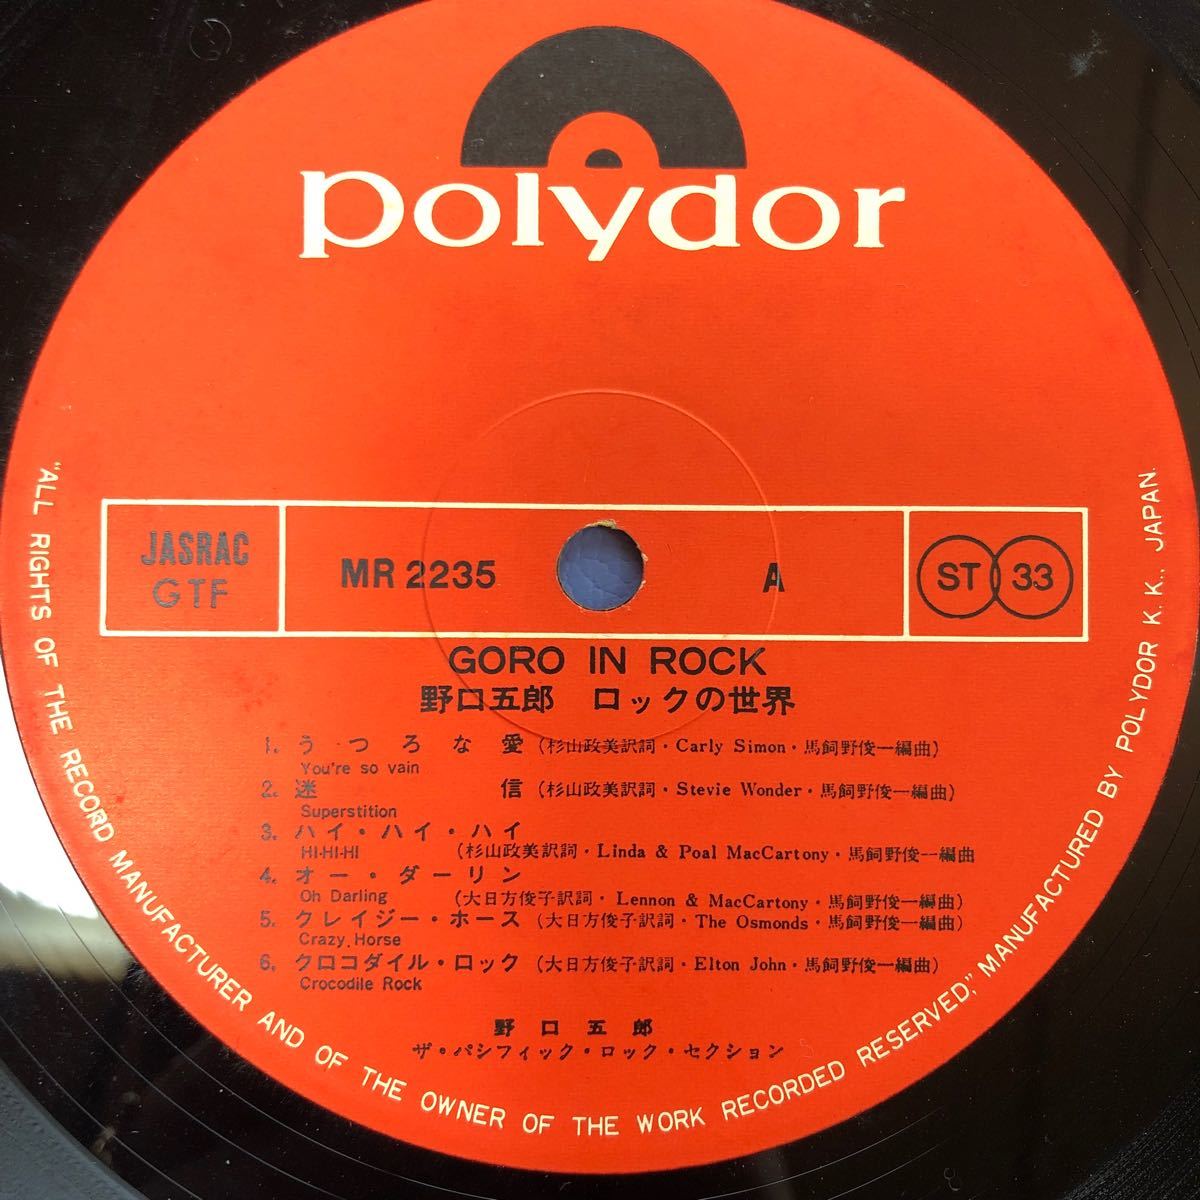 polydor
JASRAC
GTF
MR 2235
A
ST 33
GORO IN ROCK
野口五郎 ロックの世界
1. うつろな愛 (杉山政美訳詞・Carly Simon・馬飼野俊一編曲)
You're so vain
2. 迷信 (杉山政美訳詞・Stevie Wonder・馬飼野俊一編曲)
Superstition
3. ハイ・ハイ・ハイ
HI-HI-HI (杉山政美訳詞・Linda & Poal MacCartony・馬飼野俊一編曲
4. オー・ダーリン
Oh Darling (大日方俊子訳詞・Lennon & MacCartony・馬飼野俊一編曲)
5. クレイジー・ホース (大日方俊子訳詞・The Osmonds・馬飼野俊一編曲)
Crazy Horse
6. クロコダイル・ロック (大日方俊子訳詞・Elton John・馬飼野俊一編曲)
Crocodile Rock
野口五郎
ザ・パシフィック・ロック・セクション
"ALL RIGHTS OF THE RECORD MANUFACTURER AND OF THE OWNER OF THE WORK RECORDED RESERVED," MANUFACTURED BY POLYDOR K.K., JAPAN.